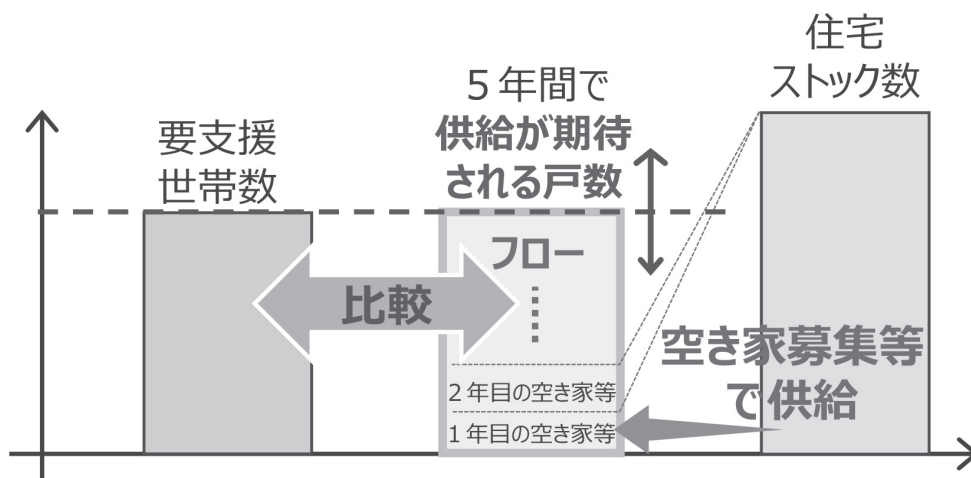 要支援
世帯数
5年間で
供給が期待
される戸数
フロー
比較
2年目の空き家等
1年目の空き家等
住宅
ストック数
空き家募集等
で供給